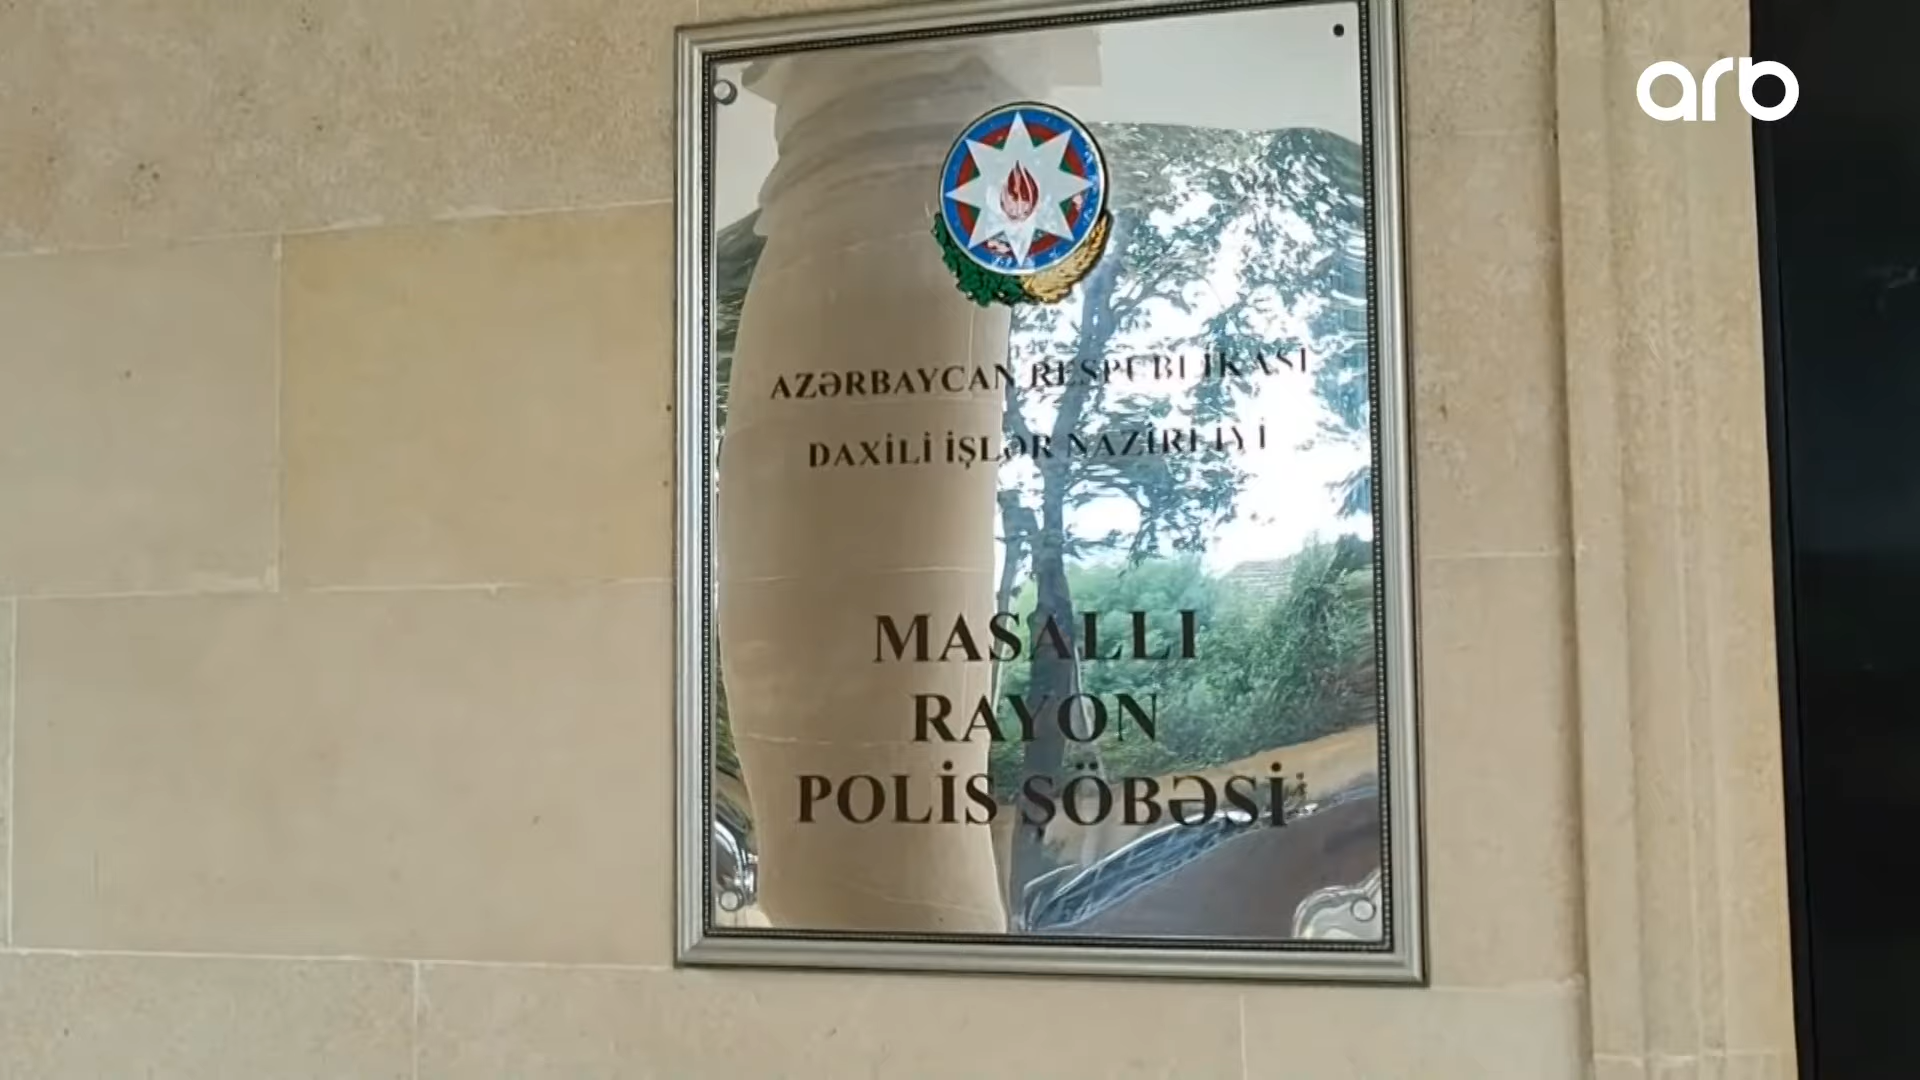 arb
AZƏRBAYCAN RESPUBLİKASI
DAXİLİ İŞLƏR NAZİRLİYİ
MASALLI
RAYON
POLİS ŞÖBƏSİ